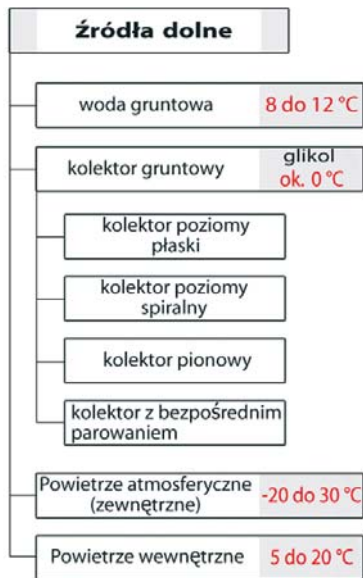 źródła dolne
woda gruntowa 8 do 12 °C
kolektor gruntowy glikol
ok. 0 °C
kolektor poziomy
płaski
kolektor poziomy
spiralny
kolektor pionowy
kolektor z bezpośrednim
parowaniem
Powietrze atmosferyczne
(zewnętrzne) -20 do 30 °C
Powietrze wewnętrzne 5 do 20 °C